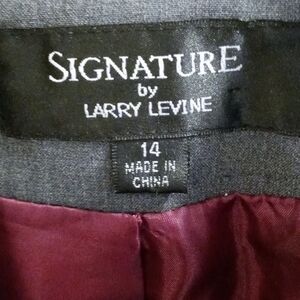 SIGNATURE
by
LARRY LEVINE
14
MADE IN
CHINA